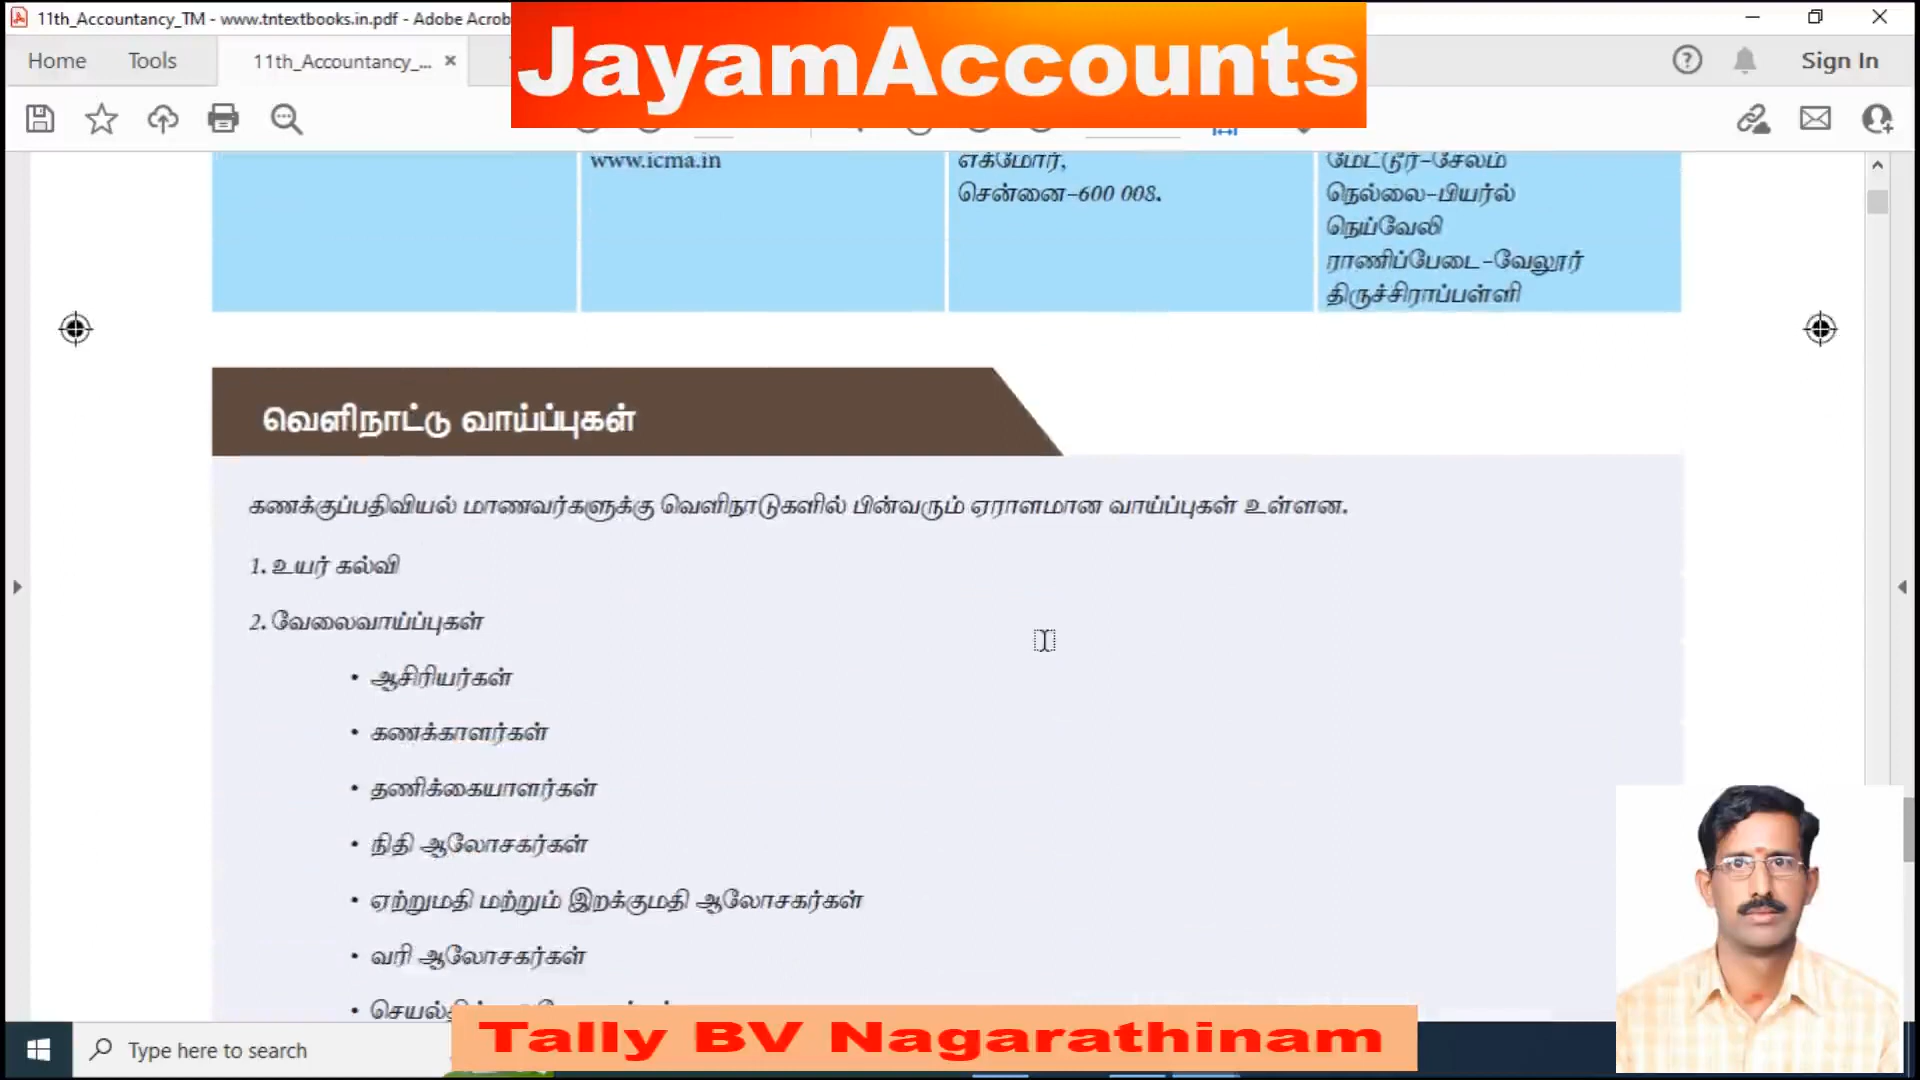 11th_Accountancy_TM - www.tntextbooks.in.pdf - Adobe Acrob
JayamAccounts
Home
Tools
11th_Accountancy_...
Sign In
www.icma.in
எக்மோர்,
சென்னை-600 008.
மேட்டூர்-சேலம்
நெல்லை-பியர்ல்
நெய்வேலி
ராணிப்பேடை-வேலூர்
திருச்சிராப்பள்ளி
வெளிநாட்டு வாய்ப்புகள்
கணக்குப்பதிவியல் மாணவர்களுக்கு வெளிநாடுகளில் பின்வரும் ஏராளமான வாய்ப்புகள் உள்ளன.
1. உயர் கல்வி
2. வேலைவாய்ப்புகள்
• ஆசிரியர்கள்
• கணக்காளர்கள்
• தணிக்கையாளர்கள்
• நிதி ஆலோசகர்கள்
• ஏற்றுமதி மற்றும் இறக்குமதி ஆலோசகர்கள்
• வரி ஆலோசகர்கள்
Tally BV Nagarathinam
Type here to search